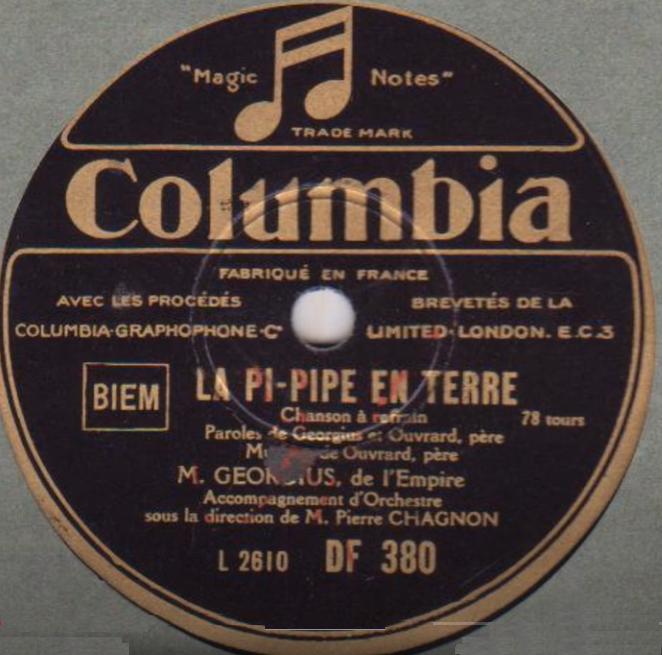 "Magic Notes"
TRADE MARK
Columbia
FABRIQUÉ EN FRANCE
AVEC LES PROCÉDÉS BREVETÉS DE LA
COLUMBIA-GRAPHOPHONE-Cº LIMITED-LONDON. E.C.3
BIEM
LA PI-PIPE EN TERRE
Chanson à refrain 78 tours
Paroles de Georgius et Ouvrard, père
de Ouvrard, père
M. GEORGIUS, de l'Empire
Accompagnement d'Orchestre
sous la direction de M. Pierre CHAGNON
L 2610 DF 380